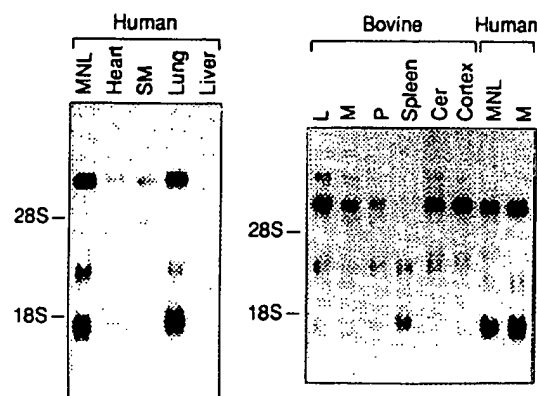 Human
MNL Heart SM Lung Liver
28S
18S
Bovine Human
L M P Spleen Cer Cortex MNL M
28S
18S